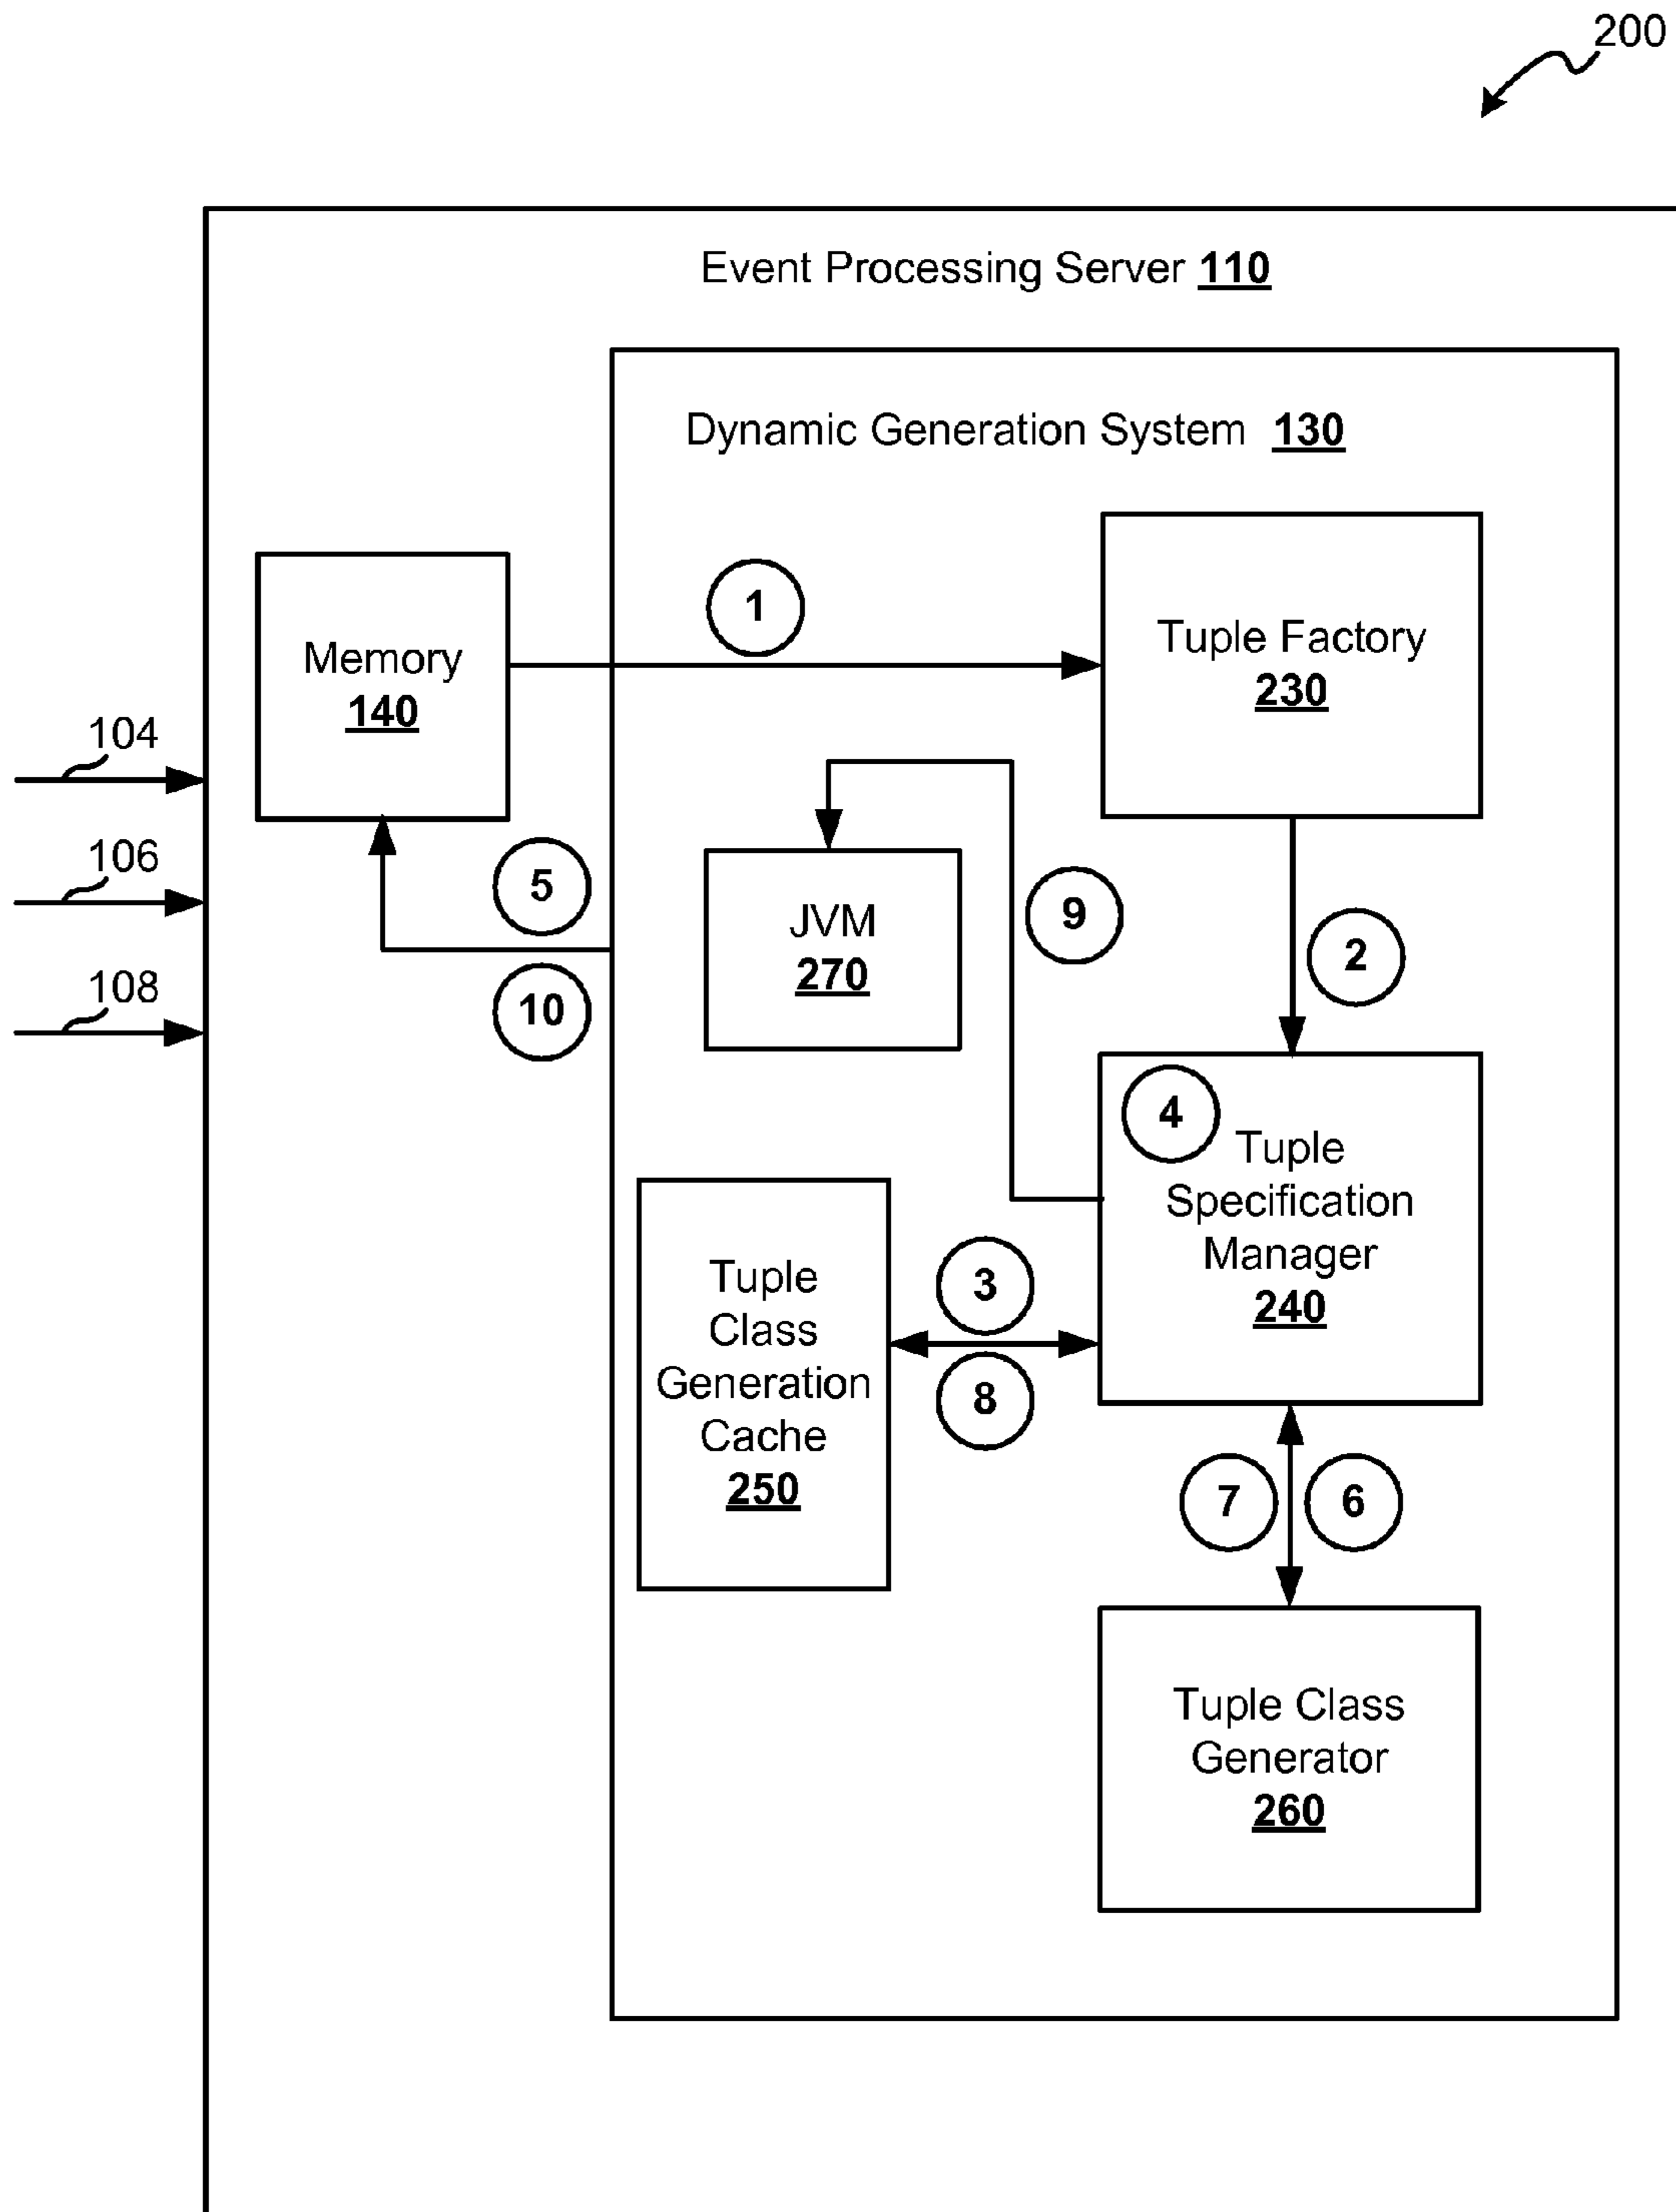 200
Event Processing Server 110
Dynamic Generation System 130
Memory
140
1
Tuple Factory
230
104
106
108
5
10
JVM
270
9
2
4
Tuple
Specification
Manager
240
Tuple
Class
Generation
Cache
250
3
8
7
6
Tuple Class
Generator
260